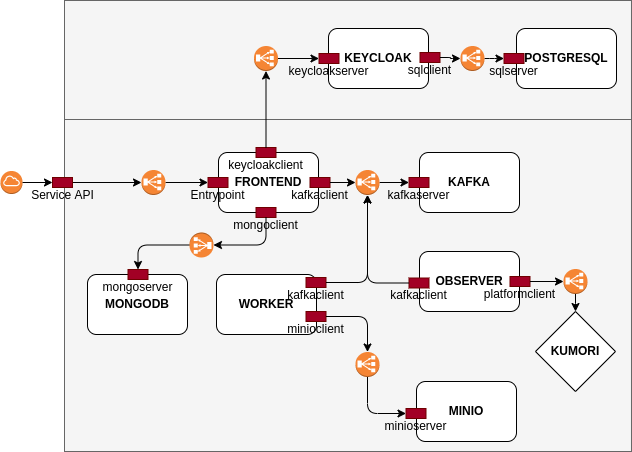 KEYCLOAK
POSTGRESQL
keycloakserver
sqlclient
sqlserver
keycloakclient
FRONTEND
KAFKA
Service API
Entrypoint
kafkaclient
kafkaserver
mongoclient
mongoserver
MONGODB
WORKER
kafkaclient
minioclient
OBSERVER
kafkaclient
platformclient
KUMORI
MINIO
minioserver